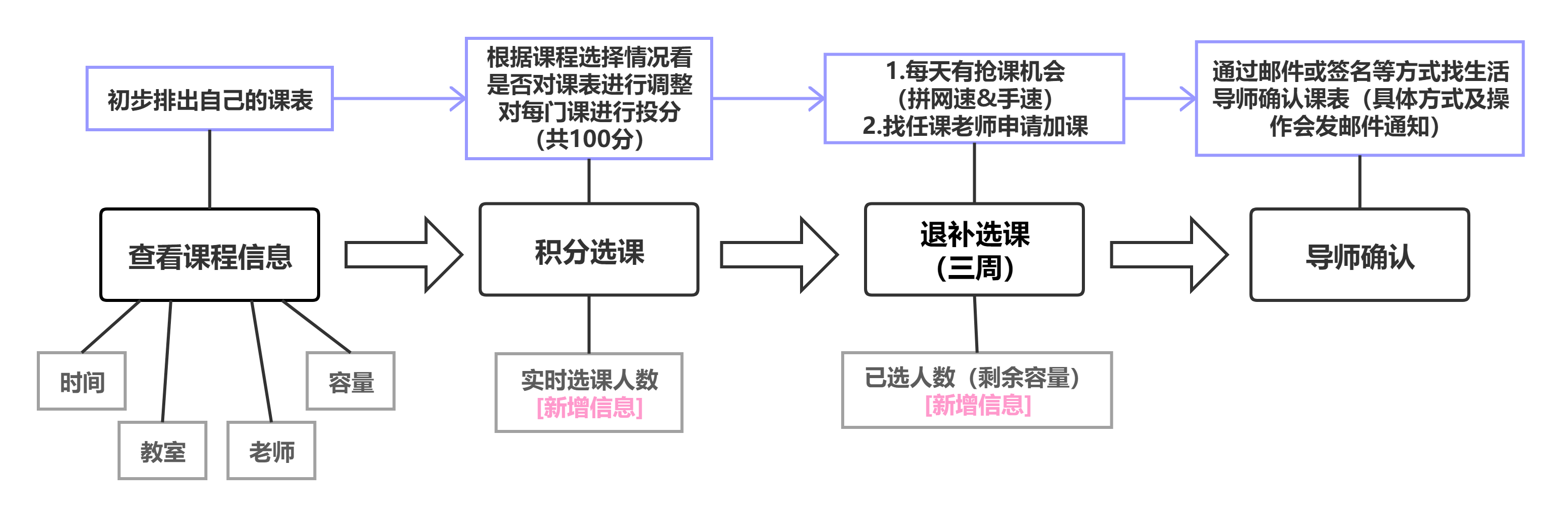 初步排出自己的课表
根据课程选择情况看
是否对课表进行调整
对每门课进行投分
（共100分）
1.每天有抢课机会
（拼网速&手速）
2.找任课老师申请加课
通过邮件或签名等方式找生活
导师确认课表（具体方式及操
作会发邮件通知）
查看课程信息
积分选课
退补选课
（三周）
导师确认
时间
教室
老师
容量
实时选课人数
[新增信息]
已选人数（剩余容量）
[新增信息]